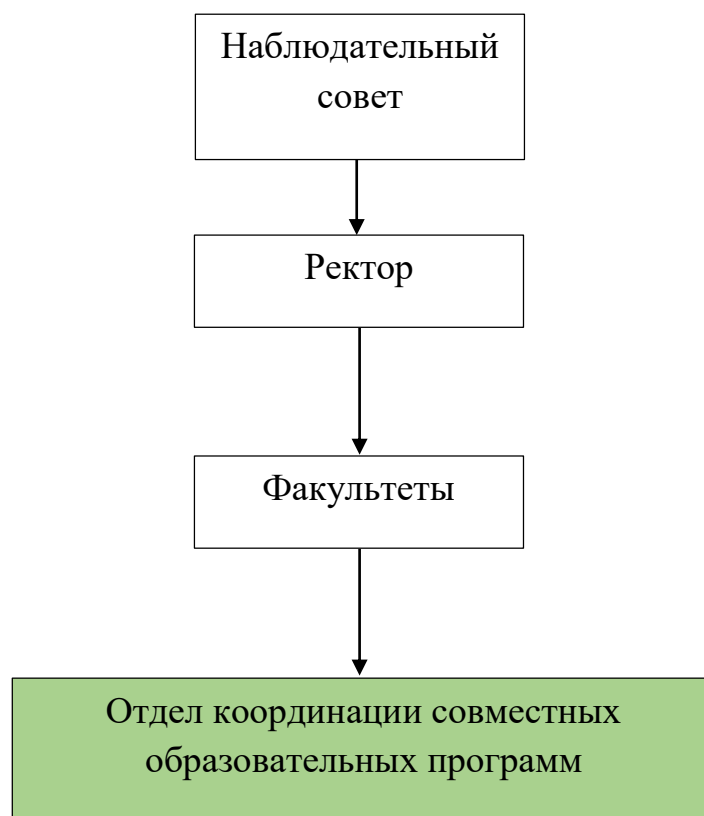 Наблюдательный
совет
Ректор
Факультеты
Отдел координации совместных
образовательных программ